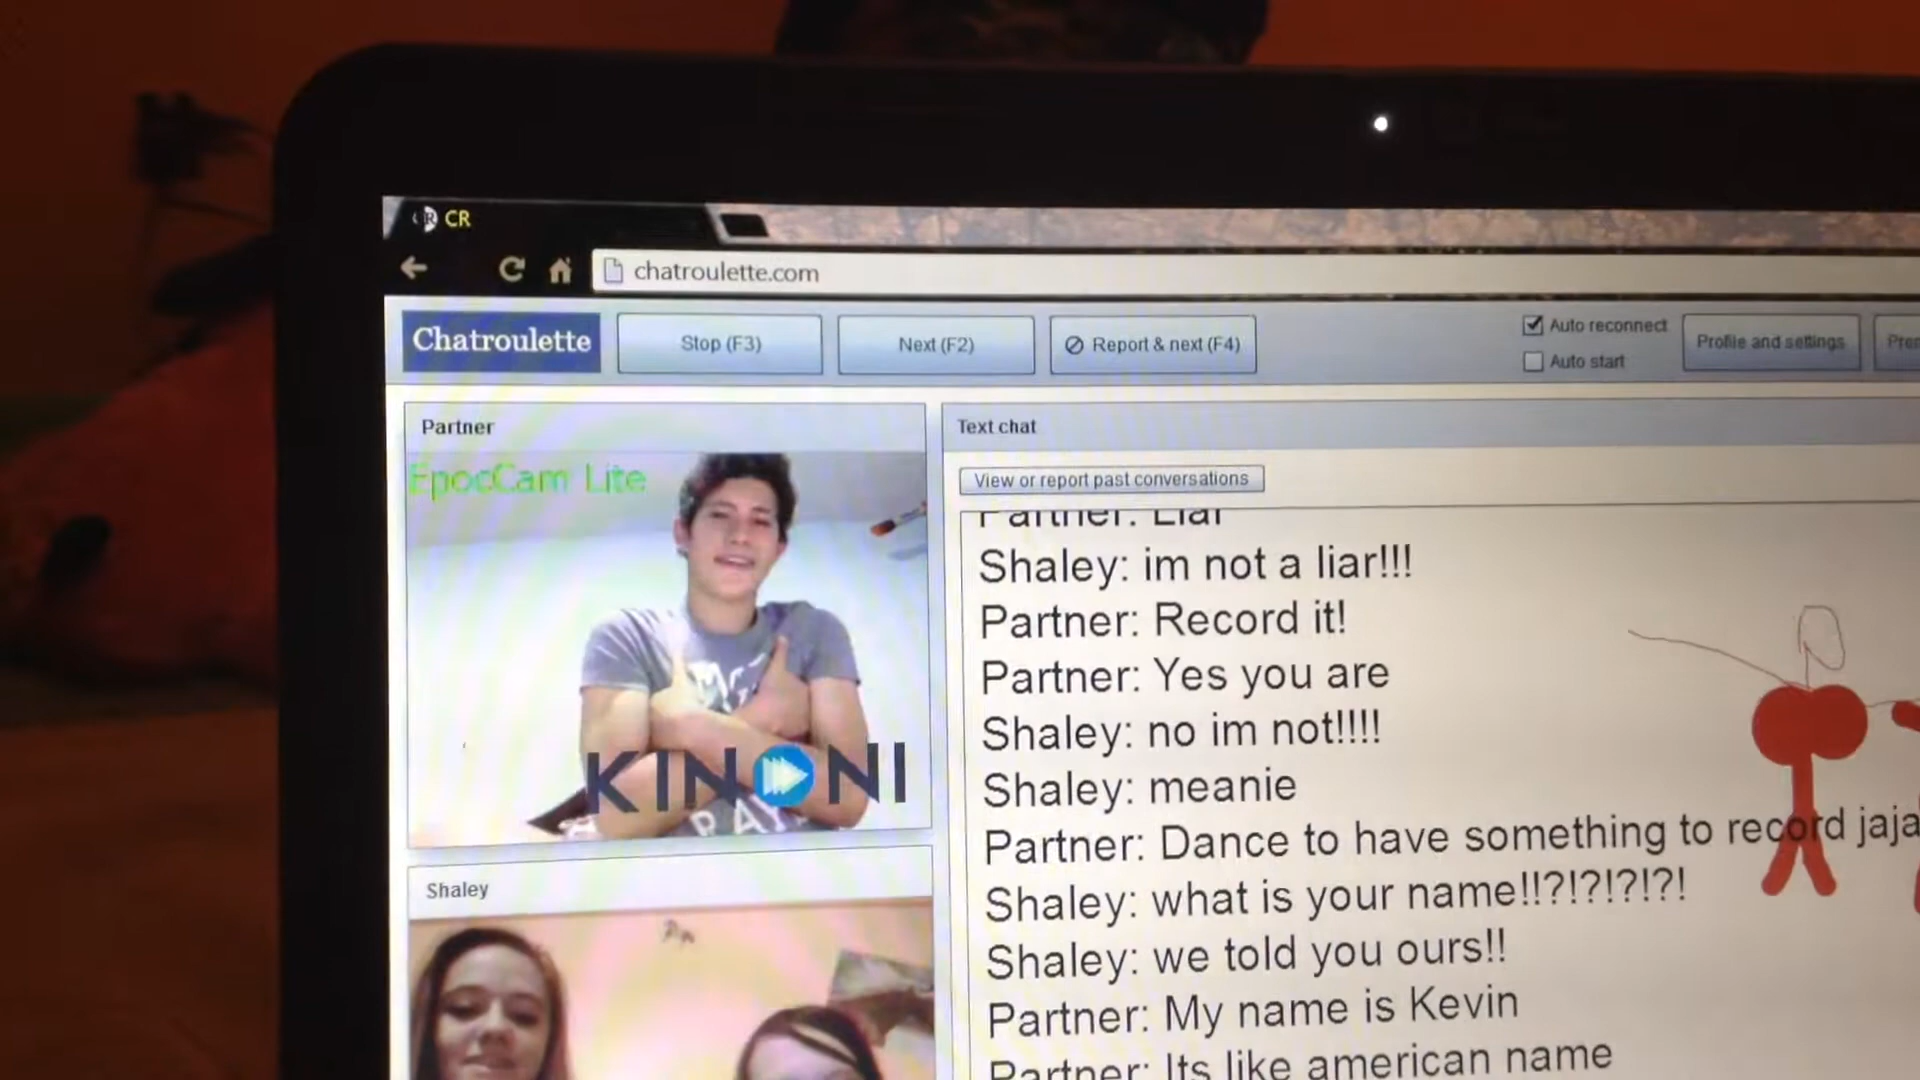 CR
chatroulette.com
Chatroulette
Stop (F3)
Next (F2)
Report & next (F4)
Auto reconnect
Auto start
Profile and settings
Partner
EpocCam Lite
KINONI
Shaley
Text chat
View or report past conversations
Partner: Liar
Shaley: im not a liar!!!
Partner: Record it!
Partner: Yes you are
Shaley: no im not!!!!
Shaley: meanie
Partner: Dance to have something to record jaja
Shaley: what is your name!!?!?!?!?!
Shaley: we told you ours!!
Partner: My name is Kevin
Partner: Its like american name